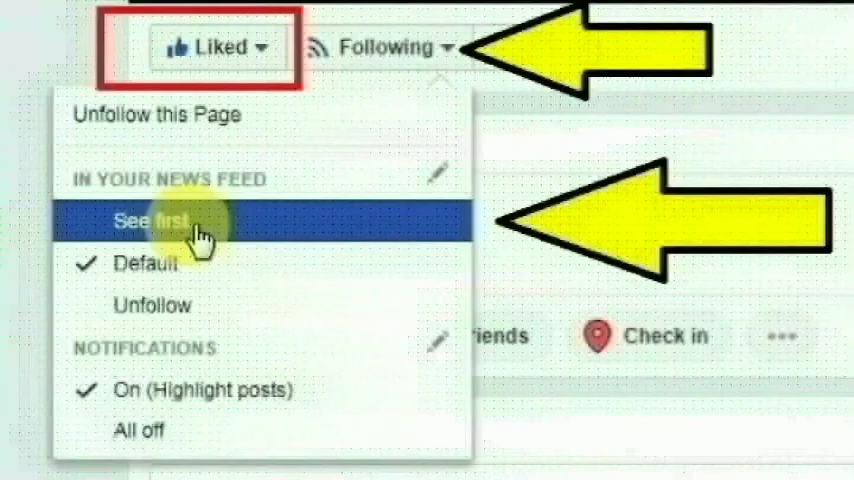 Liked Following
Unfollow this Page
IN YOUR NEWS FEED
See first
Default
Unfollow
riends Check in
NOTIFICATIONS
On (Highlight posts)
All off